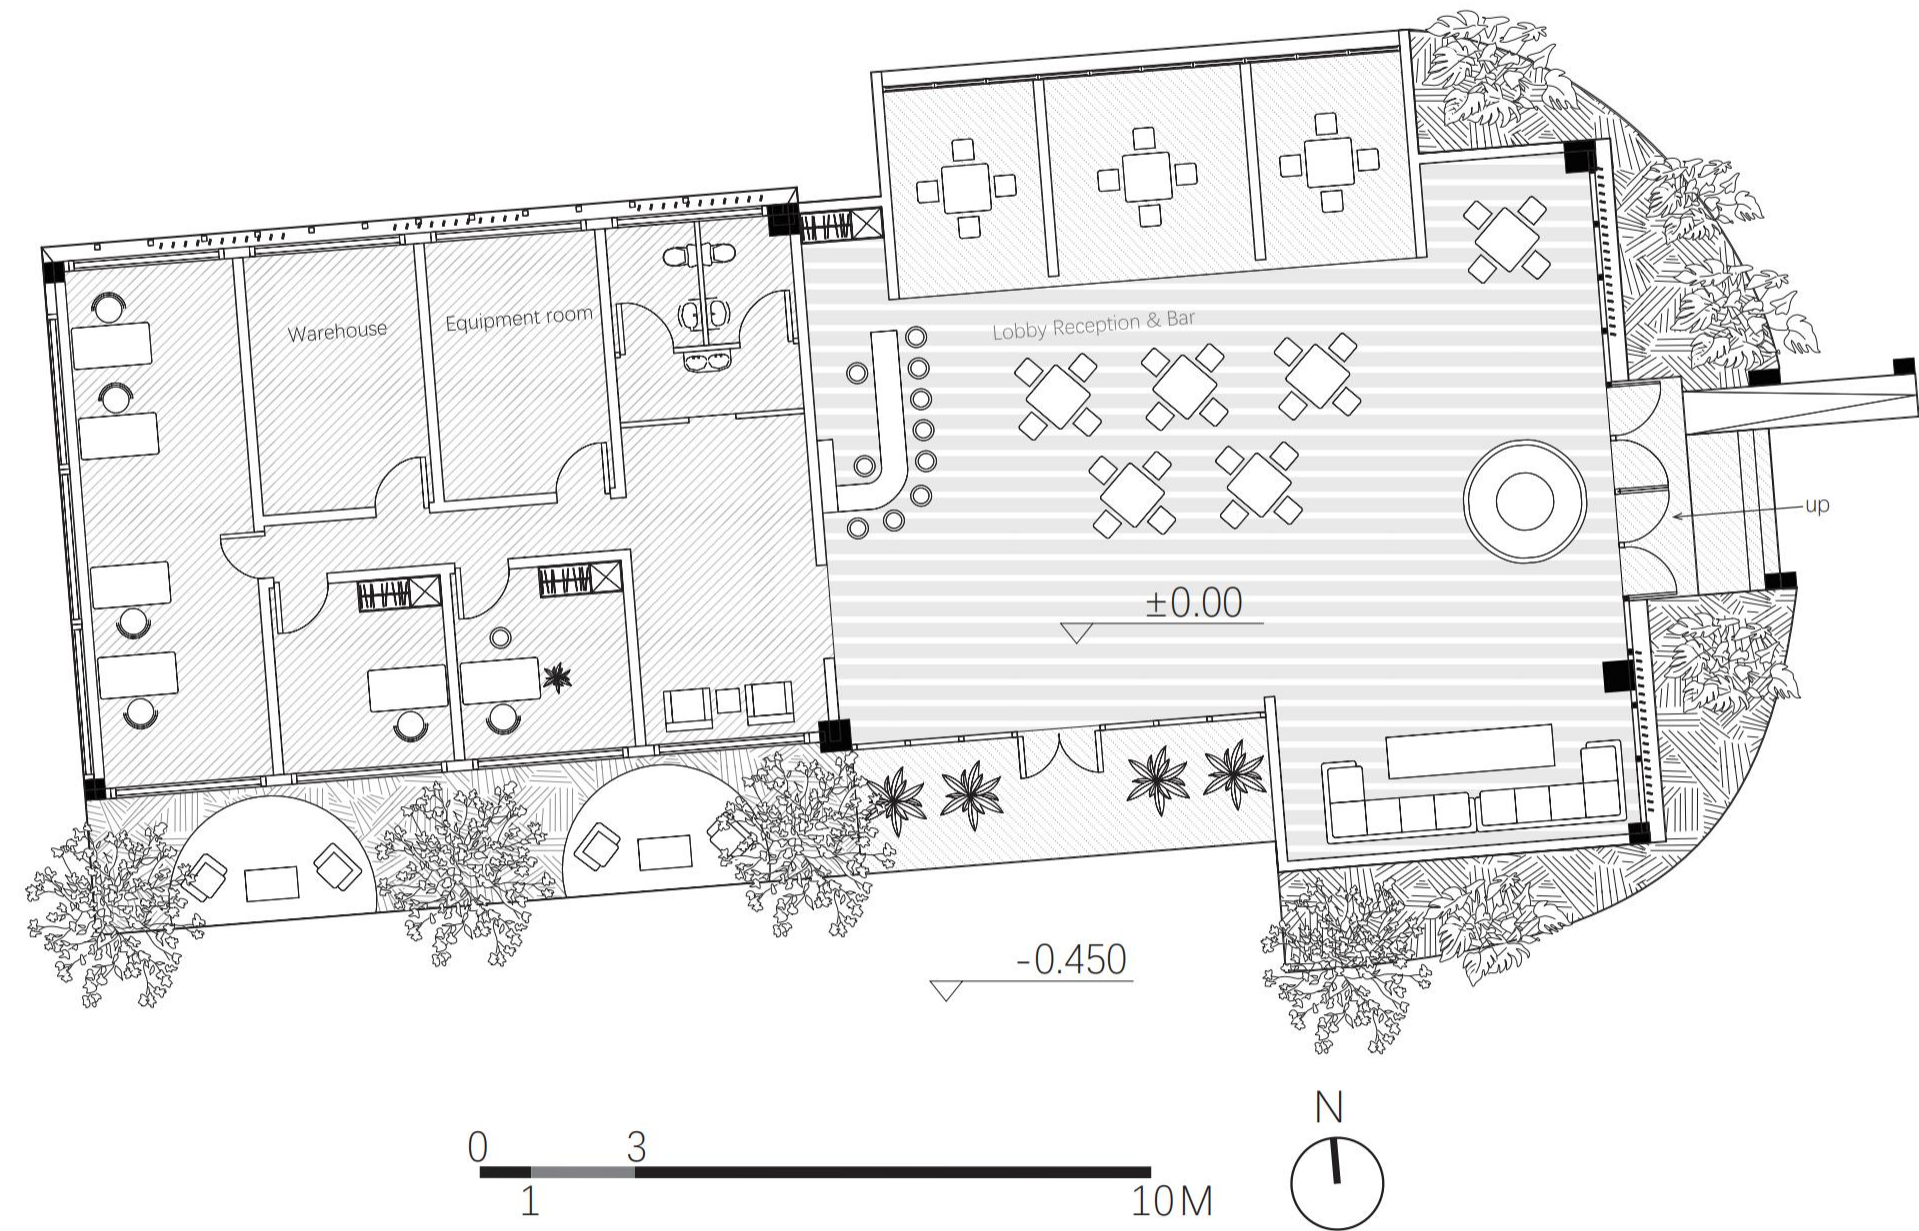 Lobby Reception & Bar
Equipment room
Warehouse
up
±0.00
-0.450
N
0 3
1 10M